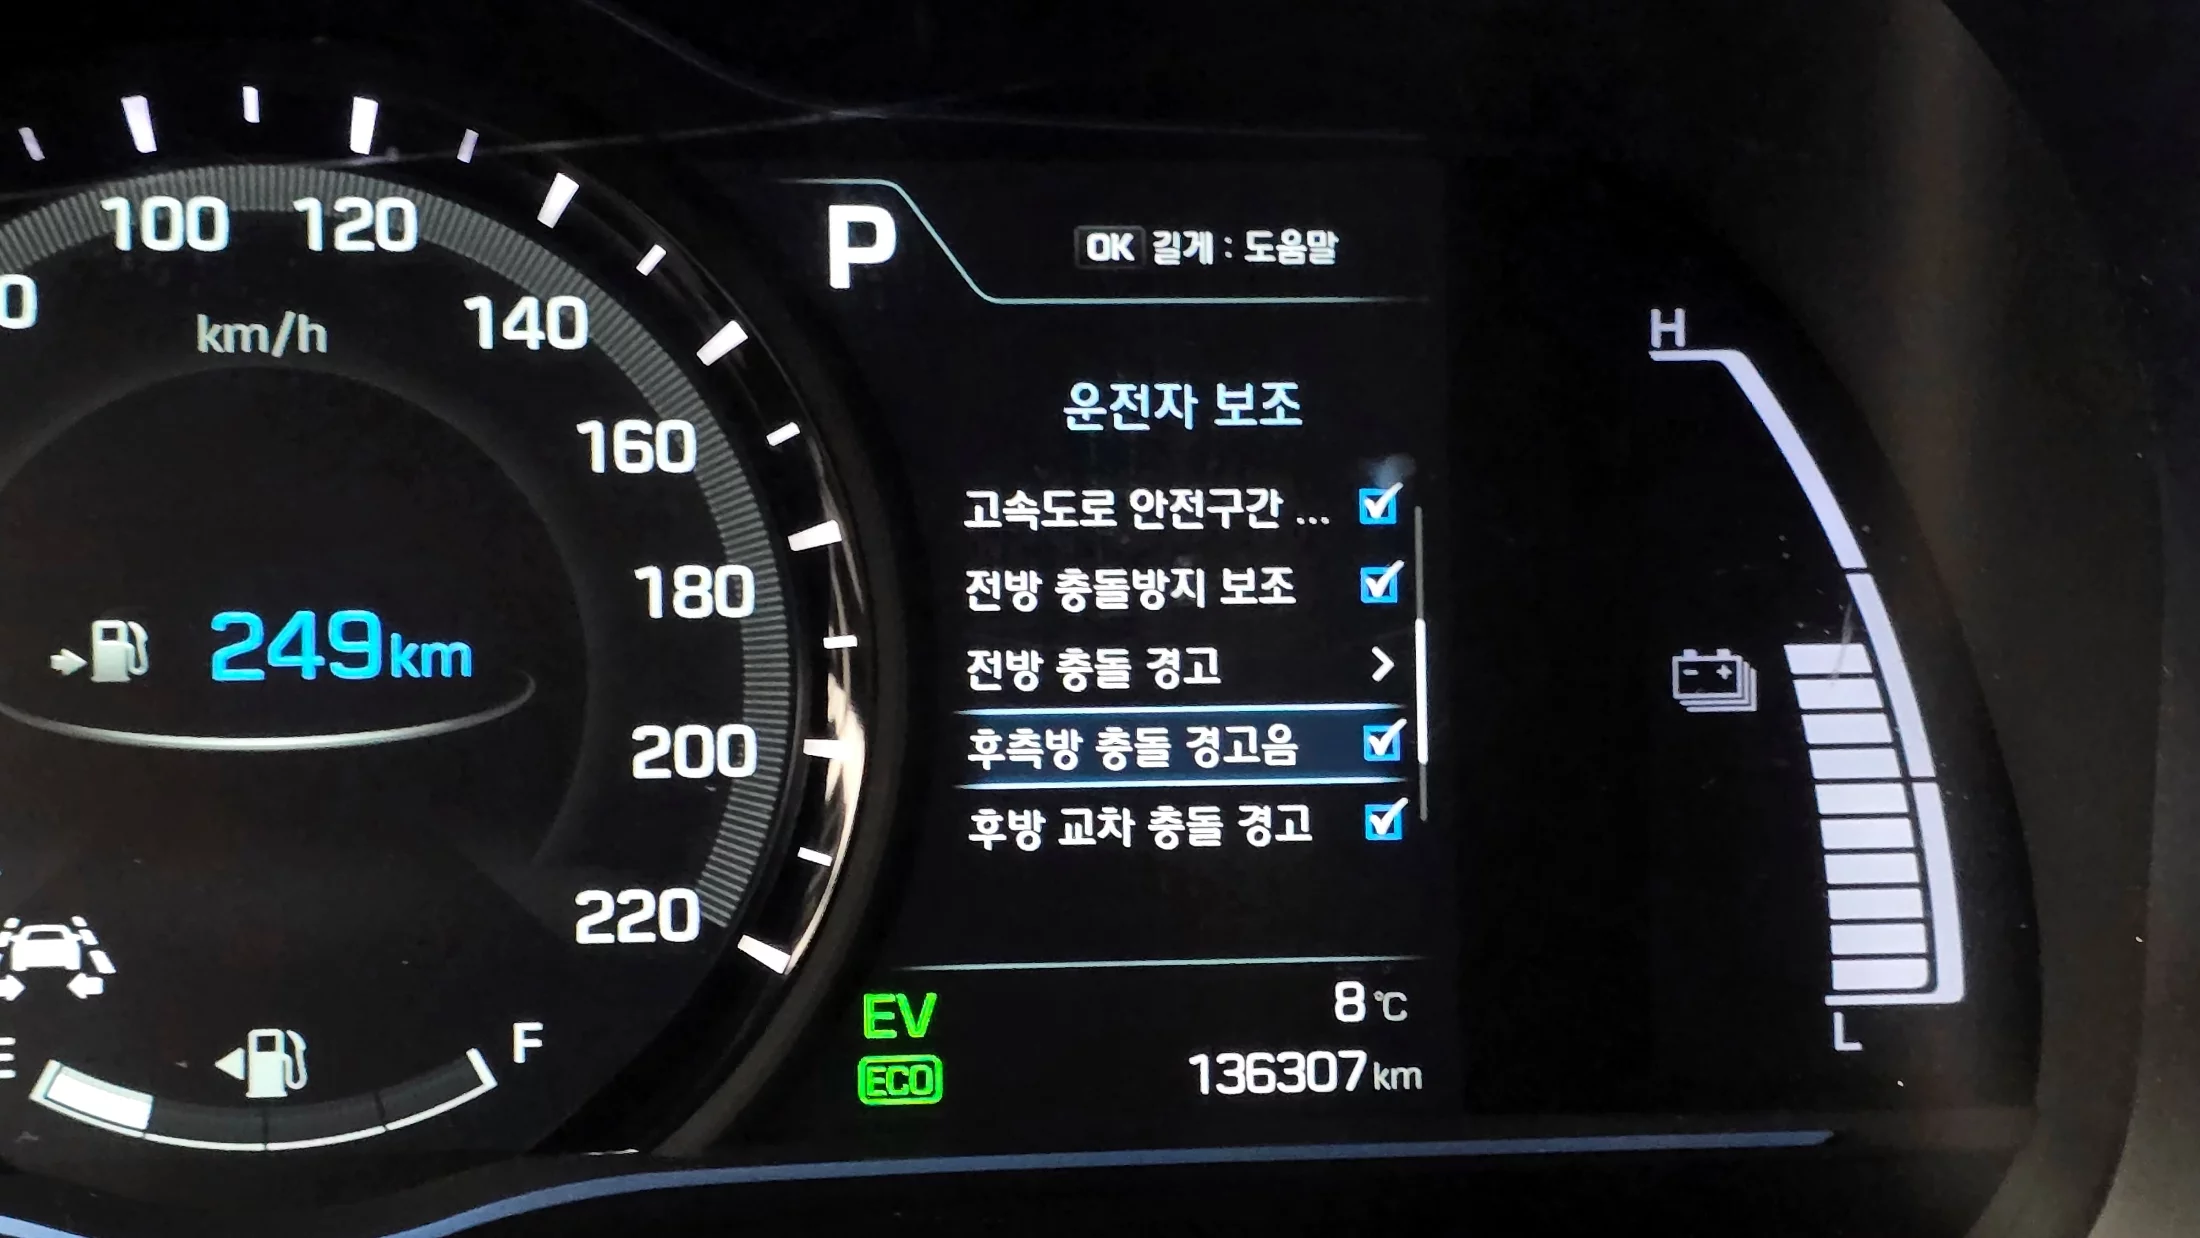 100 120
140
160
180
200
220
km/h
249km
E F
P
OK 길게 : 도움말
운전자 보조
고속도로 안전구간 ...
전방 충돌방지 보조
전방 충돌 경고
후측방 충돌 경고음
후방 교차 충돌 경고
EV
ECO
8 ℃
136307 km
H
L